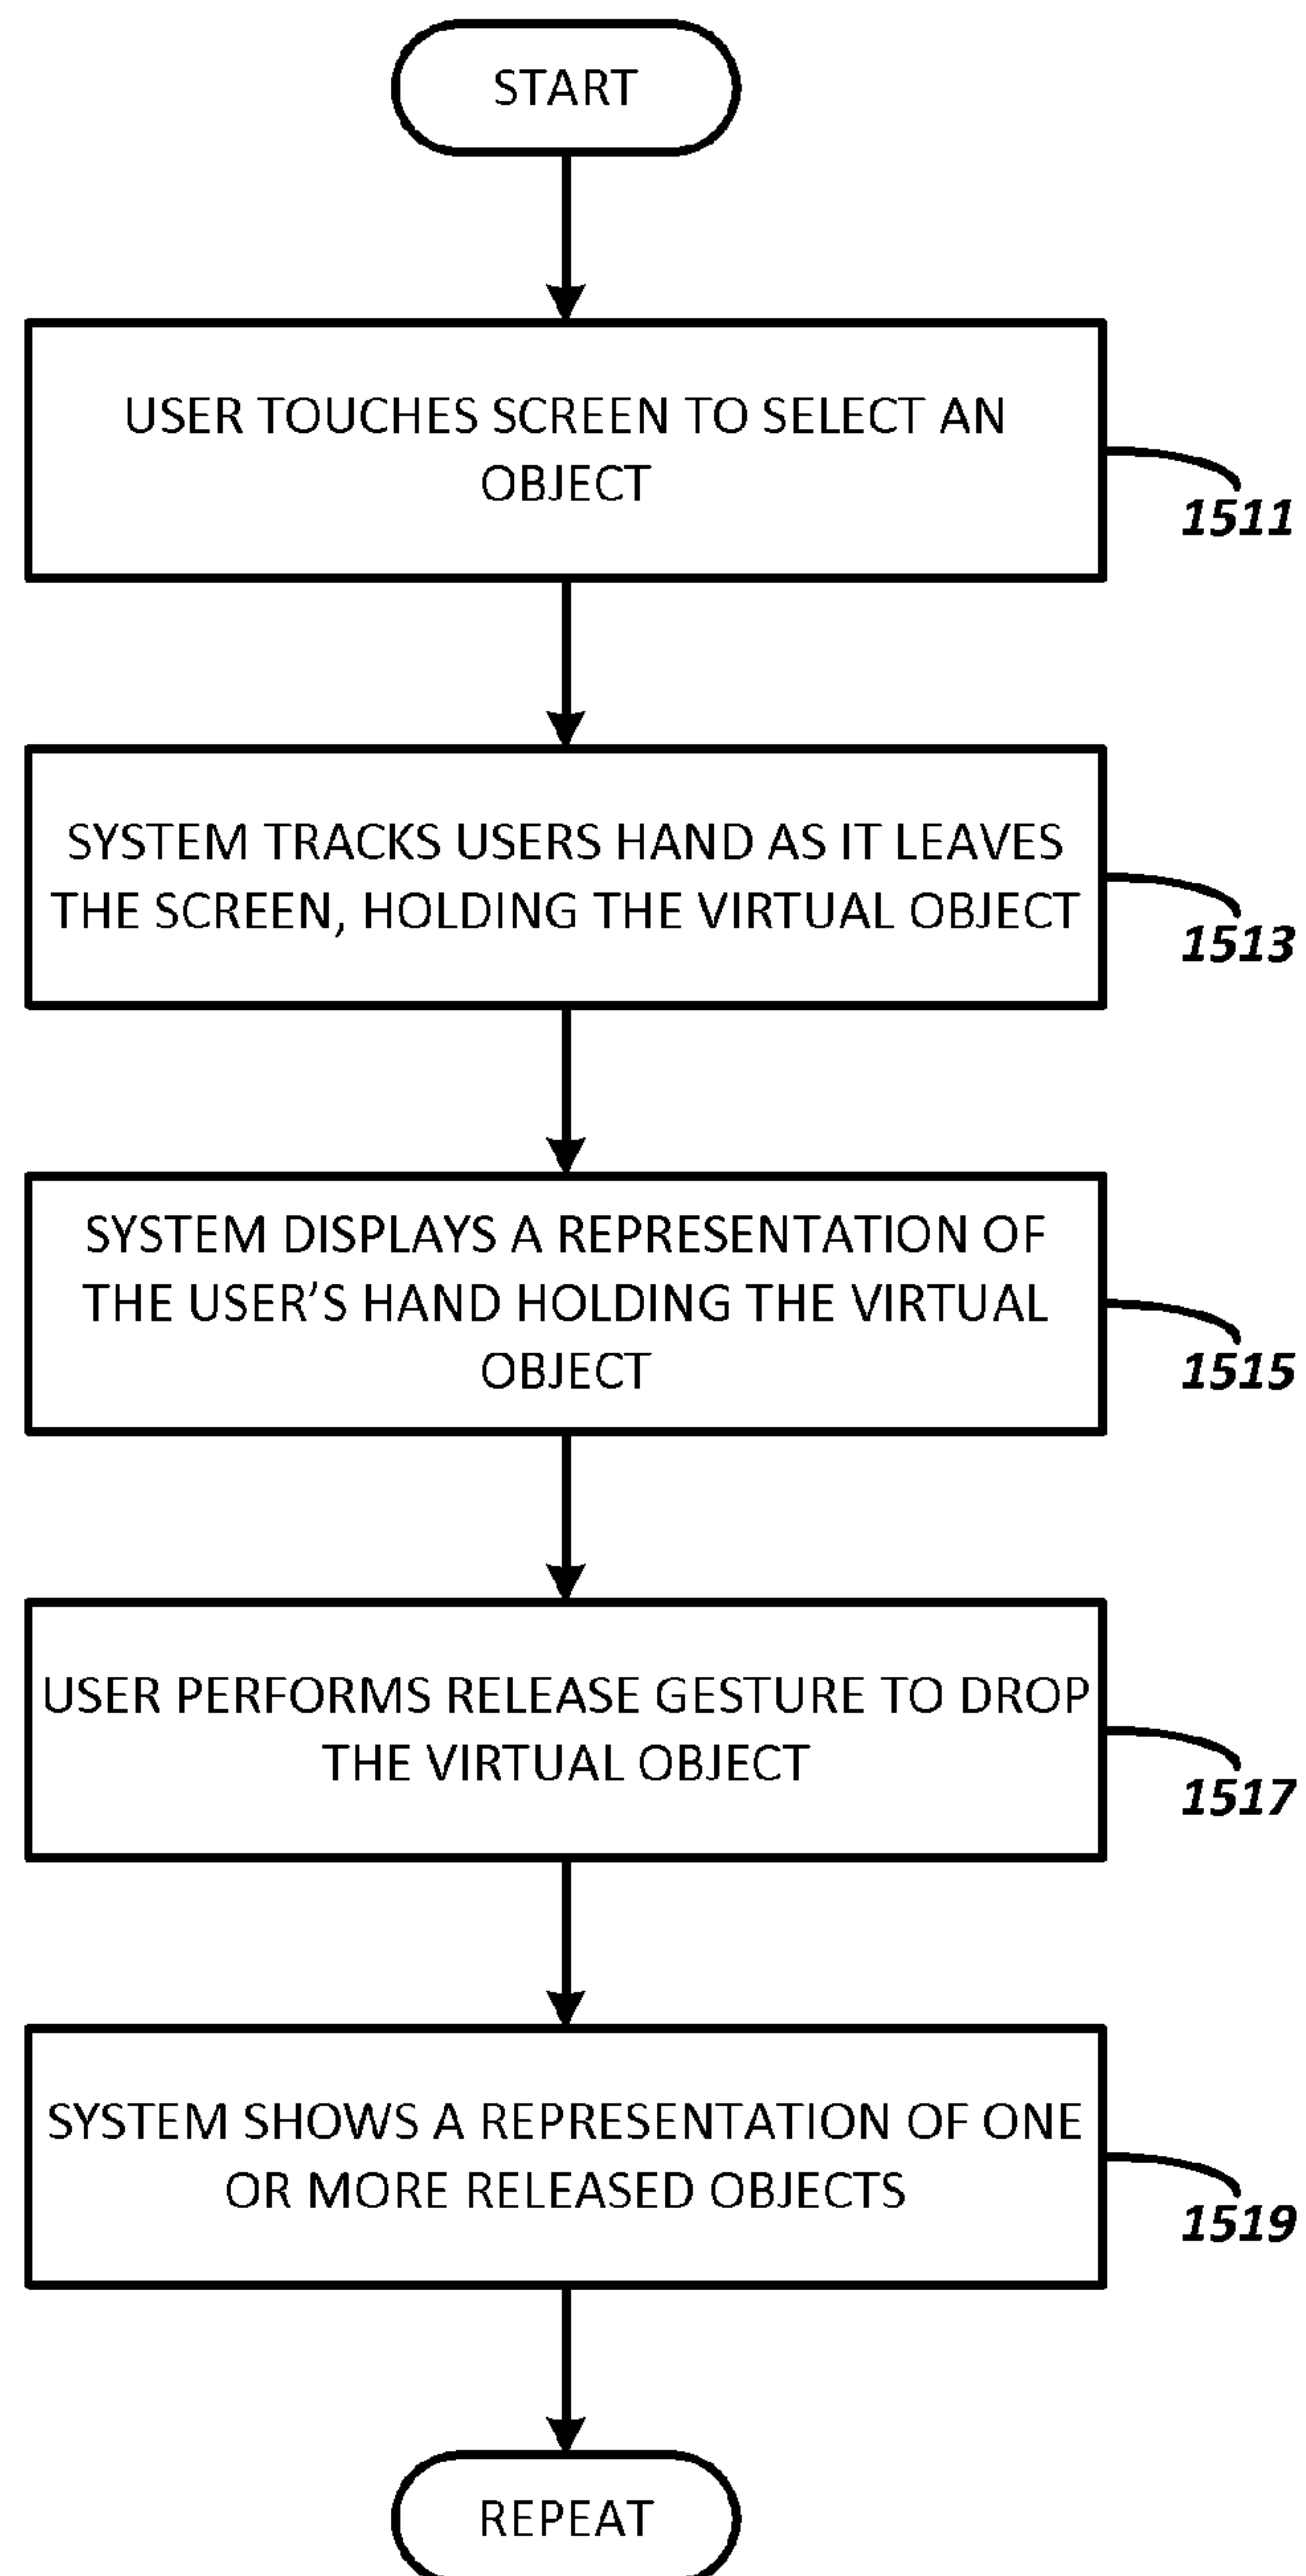 START
USER TOUCHES SCREEN TO SELECT AN
OBJECT
1511
SYSTEM TRACKS USERS HAND AS IT LEAVES
THE SCREEN, HOLDING THE VIRTUAL OBJECT
1513
SYSTEM DISPLAYS A REPRESENTATION OF
THE USER’S HAND HOLDING THE VIRTUAL
OBJECT
1515
USER PERFORMS RELEASE GESTURE TO DROP
THE VIRTUAL OBJECT
1517
SYSTEM SHOWS A REPRESENTATION OF ONE
OR MORE RELEASED OBJECTS
1519
REPEAT